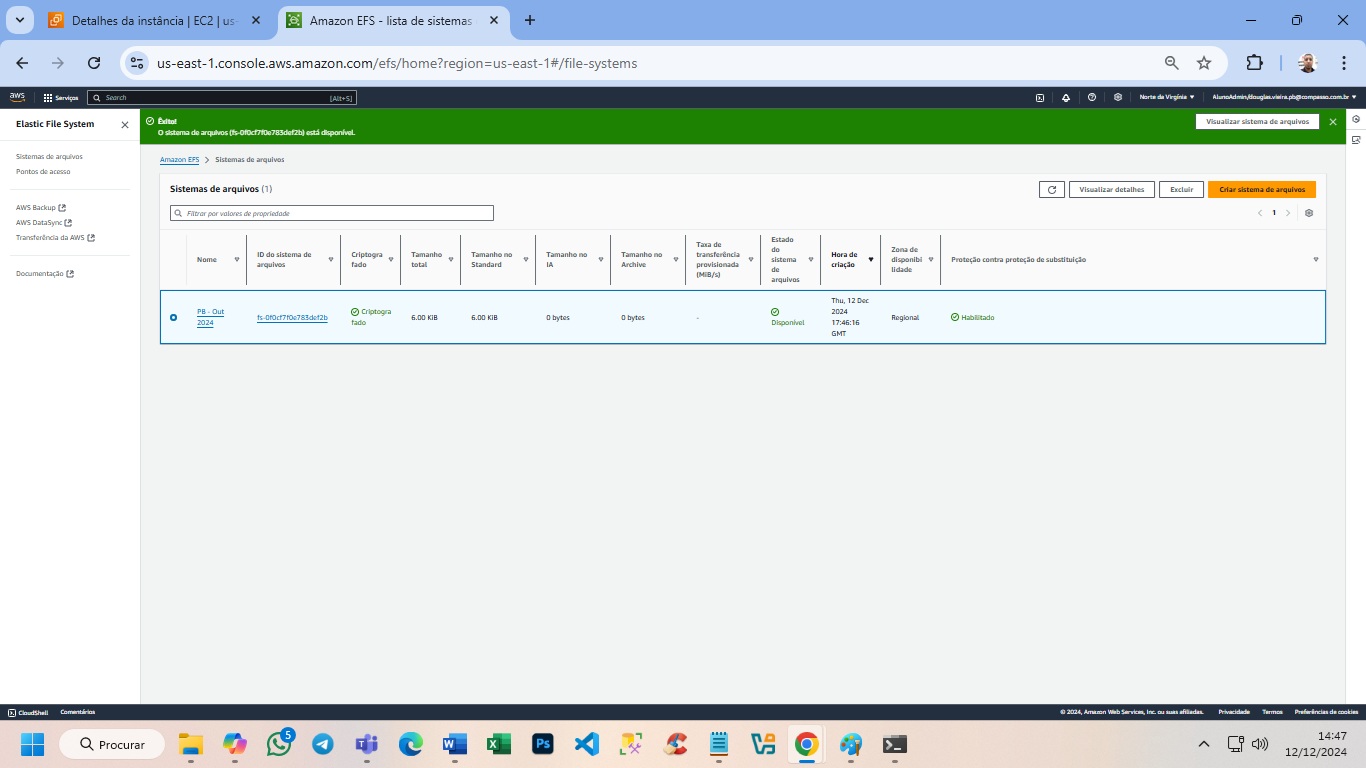 Detalhes da instância | EC2 | us-
Amazon EFS - lista de sistemas
us-east-1.console.aws.amazon.com/efs/home?region=us-east-1#/file-systems
aws
Serviços
Search
[Alt+S]
Norte da Virgínia
AlunoAdmin/douglas.vieira.pb@compasso.com.br
Elastic File System
Sistemas de arquivos
Pontos de acesso
AWS Backup
AWS DataSync
Transferência da AWS
Documentação
Êxito!
O sistema de arquivos (fs-0f0cf7f0e783def2b) está disponível.
Visualizar sistema de arquivos
Amazon EFS
Sistemas de arquivos
Sistemas de arquivos (1)
Visualizar detalhes
Excluir
Criar sistema de arquivos
Filtrar por valores de propriedade
1
Nome
ID do sistema de
arquivos
Criptogra
fado
Tamanho
total
Tamanho no
Standard
Tamanho no
IA
Tamanho no
Archive
Taxa de
transferência
provisionada
(MiB/s)
Estado
do
sistema
de
arquivos
Hora de
criação
Zona de
disponibi
lidade
Proteção contra proteção de substituição
PB - Out
2024
fs-0f0cf7f0e783def2b
Criptogra
fado
6.00 KiB
6.00 KiB
0 bytes
0 bytes
-
Disponível
Thu, 12 Dec
2024
17:46:16
GMT
Regional
Habilitado
CloudShell
Comentários
© 2024, Amazon Web Services, Inc. ou suas afiliadas.
Privacidade
Termos
Preferências de cookies
Procurar
5
14:47
12/12/2024